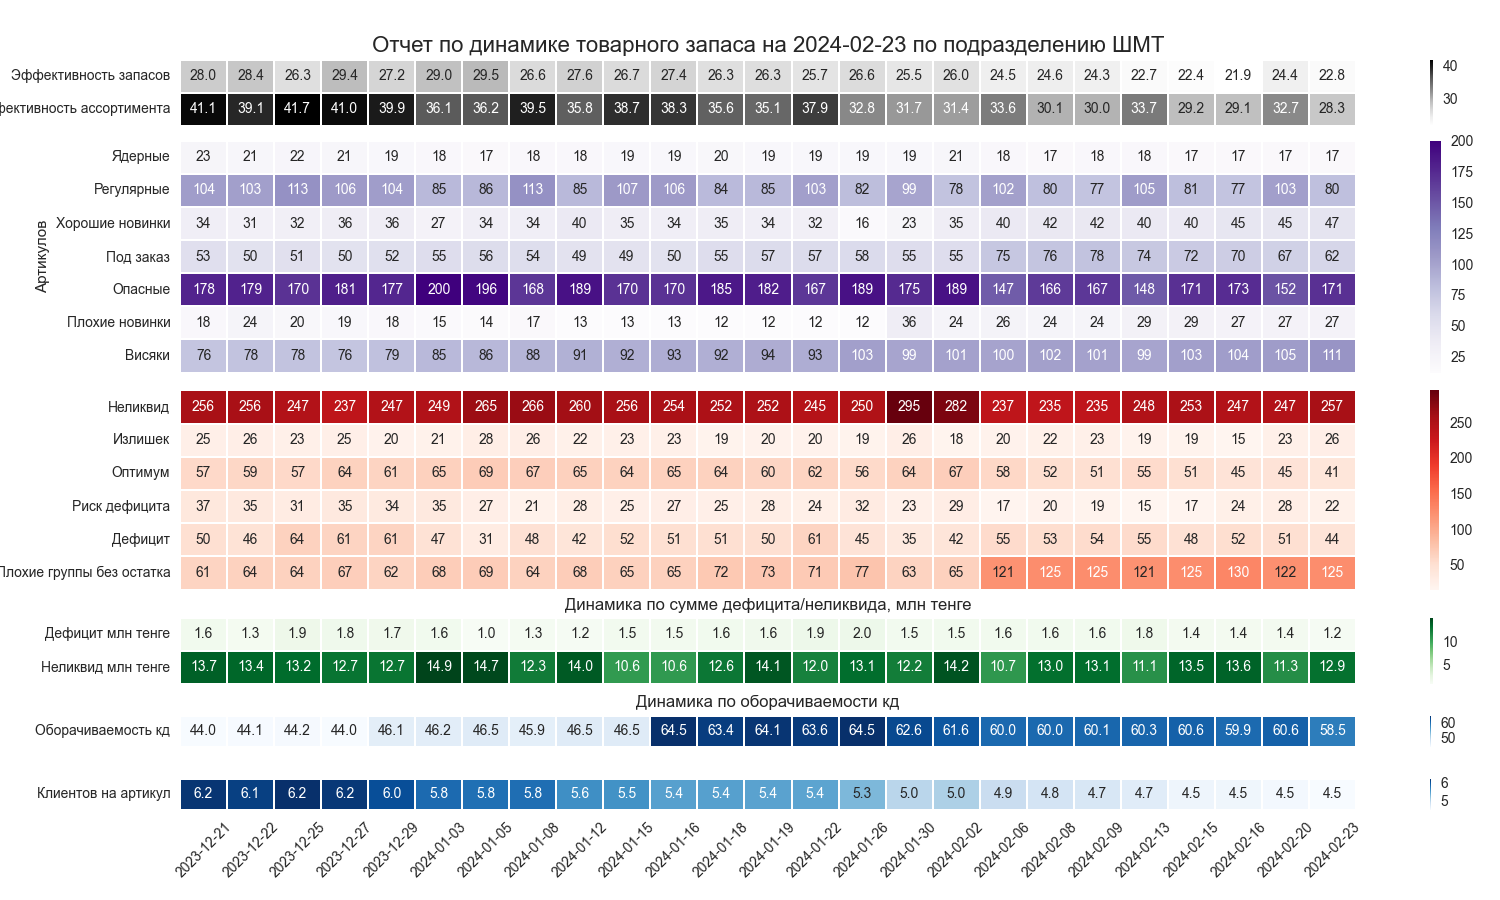 Отчет по динамике товарного запаса на 2024-02-23 по подразделению ШМТ
Эффективность запасов 28.0 28.4 26.3 29.4 27.2 29.0 29.5 26.6 27.6 26.7 27.4 26.3 26.3 25.7 26.6 25.5 26.0 24.5 24.6 24.3 22.7 22.4 21.9 24.4 22.8
фективность ассортимента 41.1 39.1 41.7 41.0 39.9 36.1 36.2 39.5 35.8 38.7 38.3 35.6 35.1 37.9 32.8 31.7 31.4 33.6 30.1 30.0 33.7 29.2 29.1 32.7 28.3
40
30
Артикулов
Ядерные 23 21 22 21 19 18 17 18 18 19 19 20 19 19 19 19 21 18 17 18 18 17 17 17 17
Регулярные 104 103 113 106 104 85 86 113 85 107 106 84 85 103 82 99 78 102 80 77 105 81 77 103 80
Хорошие новинки 34 31 32 36 36 27 34 34 40 35 34 35 34 32 16 23 35 40 42 42 40 40 45 45 47
Под заказ 53 50 51 50 52 55 56 54 49 49 50 55 57 57 58 55 55 75 76 78 74 72 70 67 62
Опасные 178 179 170 181 177 200 196 168 189 170 170 185 182 167 189 175 189 147 166 167 148 171 173 152 171
Плохие новинки 18 24 20 19 18 15 14 17 13 13 13 12 12 12 12 36 24 26 24 24 29 29 27 27 27
Висяки 76 78 78 76 79 85 86 88 91 92 93 92 94 93 103 99 101 100 102 101 99 103 104 105 111
200
175
150
125
100
75
50
25
Неликвид 256 256 247 237 247 249 265 266 260 256 254 252 252 245 250 295 282 237 235 235 248 253 247 247 257
Излишек 25 26 23 25 20 21 28 26 22 23 23 19 20 20 19 26 18 20 22 23 19 19 15 23 26
Оптимум 57 59 57 64 61 65 69 67 65 64 65 64 60 62 56 64 67 58 52 51 55 51 45 45 41
Риск дефицита 37 35 31 35 34 35 27 21 28 25 27 25 28 24 32 23 29 17 20 19 15 17 24 28 22
Дефицит 50 46 64 61 61 47 31 48 42 52 51 51 50 61 45 35 42 55 53 54 55 48 52 51 44
Плохие группы без остатка 61 64 64 67 62 68 69 64 68 65 65 72 73 71 77 63 65 121 125 125 121 125 130 122 125
250
200
150
100
50
Динамика по сумме дефицита/неликвида, млн тенге
Дефицит млн тенге 1.6 1.3 1.9 1.8 1.7 1.6 1.0 1.3 1.2 1.5 1.5 1.6 1.6 1.9 2.0 1.5 1.5 1.6 1.6 1.6 1.8 1.4 1.4 1.4 1.2
Неликвид млн тенге 13.7 13.4 13.2 12.7 12.7 14.9 14.7 12.3 14.0 10.6 10.6 12.6 14.1 12.0 13.1 12.2 14.2 10.7 13.0 13.1 11.1 13.5 13.6 11.3 12.9
10
5
Динамика по оборачиваемости кд
Оборачиваемость кд 44.0 44.1 44.2 44.0 46.1 46.2 46.5 45.9 46.5 46.5 64.5 63.4 64.1 63.6 64.5 62.6 61.6 60.0 60.0 60.1 60.3 60.6 59.9 60.6 58.5
60
50
Клиентов на артикул 6.2 6.1 6.2 6.2 6.0 5.8 5.8 5.8 5.6 5.5 5.4 5.4 5.4 5.4 5.3 5.0 5.0 4.9 4.8 4.7 4.7 4.5 4.5 4.5 4.5
6
5
2023-12-21 2023-12-22 2023-12-25 2023-12-27 2023-12-29 2024-01-03 2024-01-05 2024-01-08 2024-01-12 2024-01-15 2024-01-16 2024-01-18 2024-01-19 2024-01-22 2024-01-26 2024-01-30 2024-02-02 2024-02-06 2024-02-08 2024-02-09 2024-02-13 2024-02-15 2024-02-16 2024-02-20 2024-02-23